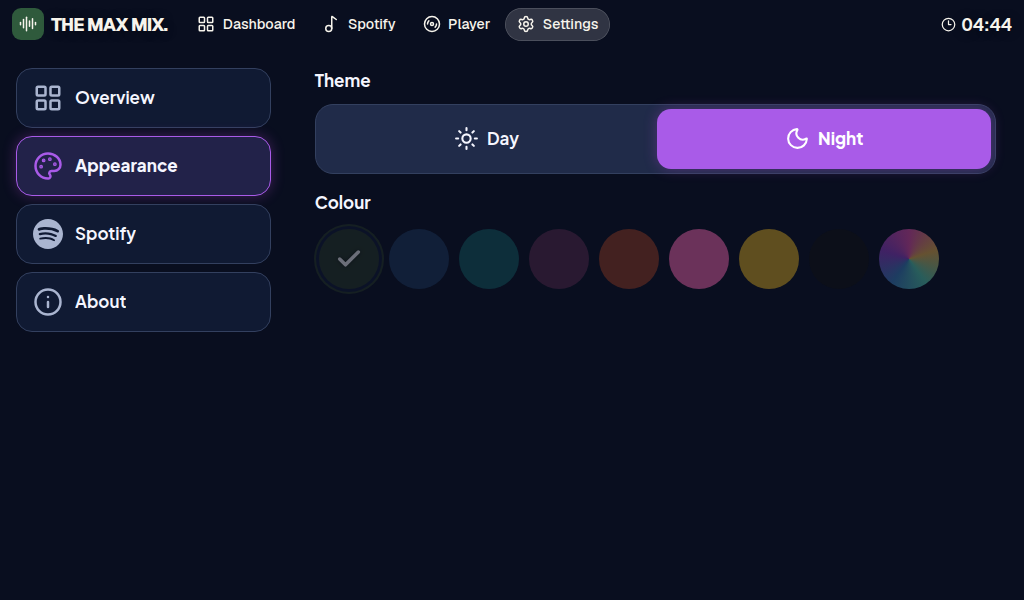 THE MAX MIX.
Dashboard
Spotify
Player
Settings
04:44
Overview
Appearance
Spotify
About
Theme
Day
Night
Colour